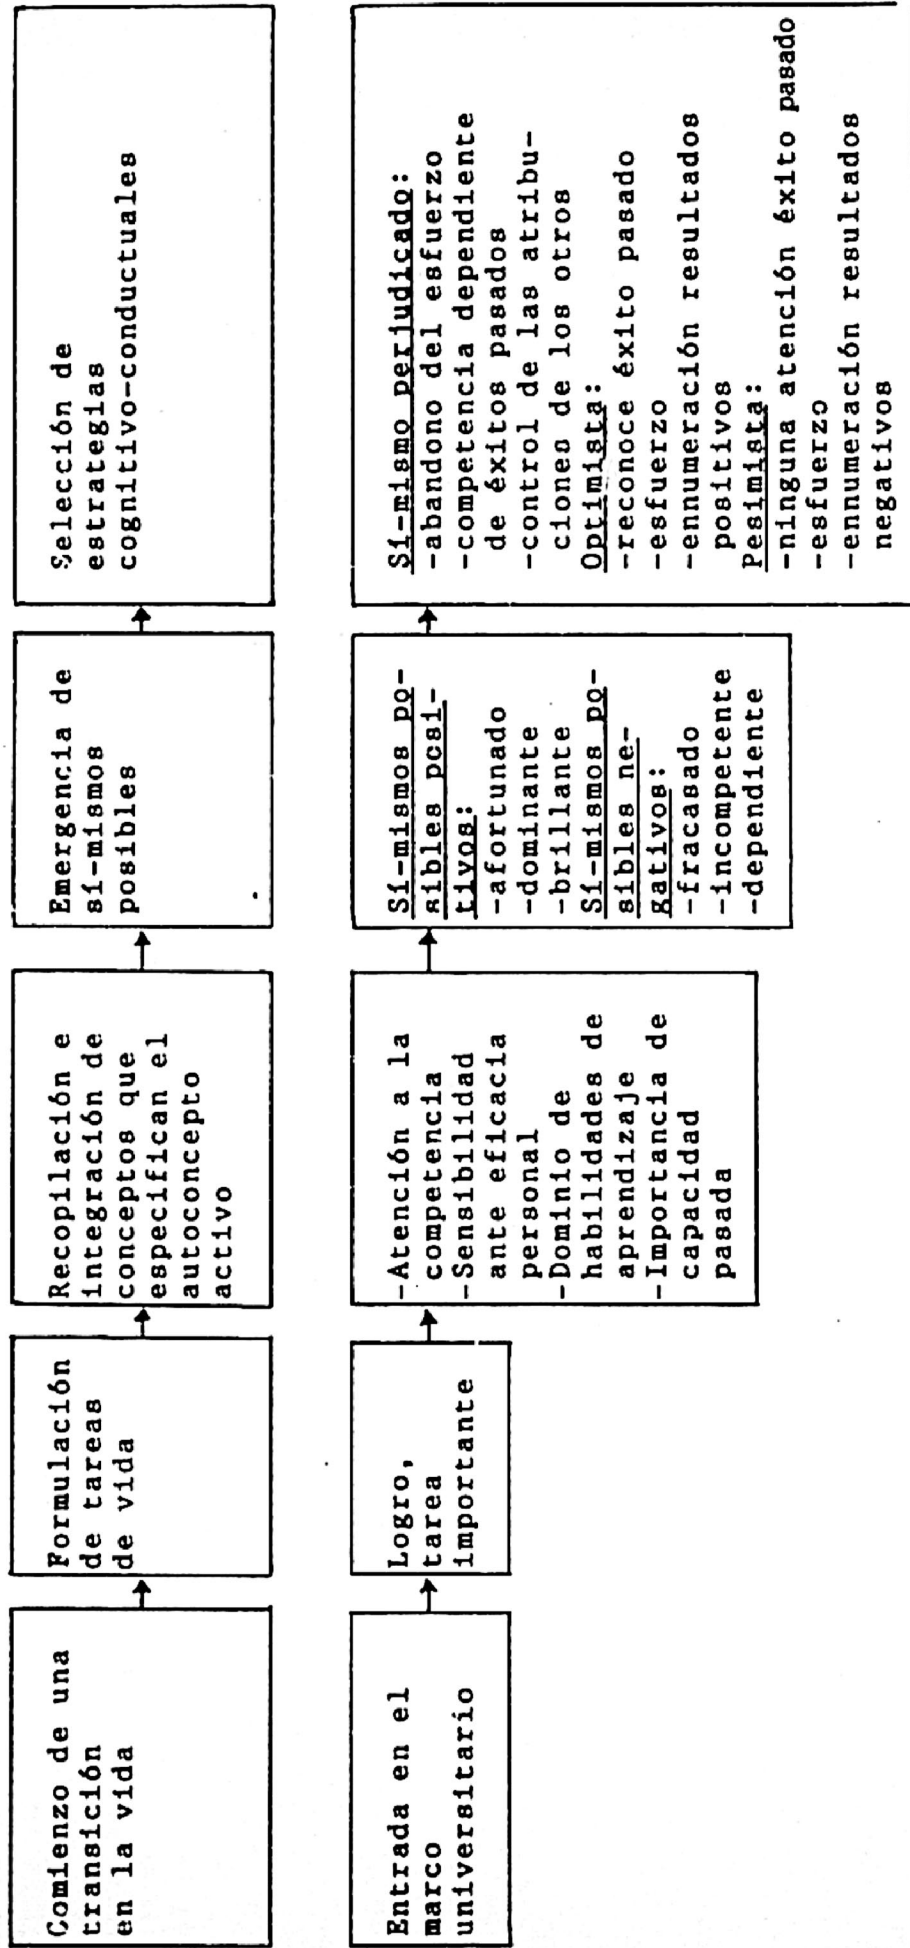 Comienzo de una
transición
en la vida
Formulación
de tareas
de vida
Recopilación e
integración de
conceptos que
especifican el
autoconcepto
activo
Emergencia de
sí-mismos
posibles
Selección de
estrategias
cognitivo-conductuales
Entrada en el
marco
universitario
Logro,
tarea
importante
-Atención a la
competencia
-Sensibilidad
ante eficacia
personal
-Dominio de
habilidades de
aprendizaje
-Importancia de
capacidad
pasada
Sí-mismos po-
sibles posi-
tivos:
-afortunado
-dominante
-brillante
Sí-mismos po-
sibles ne-
gativos:
-fracasado
-incompetente
-dependiente
Sí-mismo perjudicado:
-abandono del esfuerzo
-competencia dependiente
de éxitos pasados
-control de las atribu-
ciones de los otros
Optimista:
-reconoce éxito pasado
-esfuerzo
-ennumeración resultados
positivos
Pesimista:
-ninguna atención éxito pasado
-esfuerzo
-ennumeración resultados
negativos